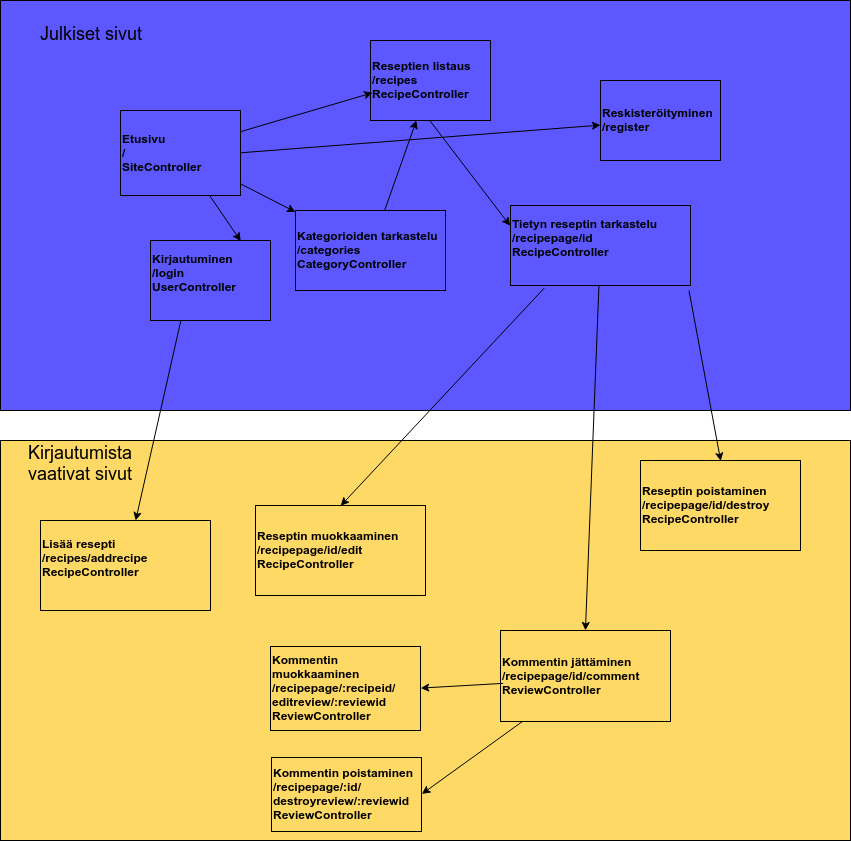 Julkiset sivut
Reseptien listaus
/recipes
RecipeController
Reskisteröityminen
/register
Etusivu
/
SiteController
Kategorioiden tarkastelu
/categories
CategoryController
Tietyn reseptin tarkastelu
/recipepage/id
RecipeController
Kirjautuminen
/login
UserController
Kirjautumista
vaativat sivut
Reseptin poistaminen
/recipepage/id/destroy
RecipeController
Lisää resepti
/recipes/addrecipe
RecipeController
Reseptin muokkaaminen
/recipepage/id/edit
RecipeController
Kommentin
muokkaaminen
/recipepage/:recipeid/
editreview/:reviewid
ReviewController
Kommentin jättäminen
/recipepage/id/comment
ReviewController
Kommentin poistaminen
/recipepage/:id/
destroyreview/:reviewid
ReviewController